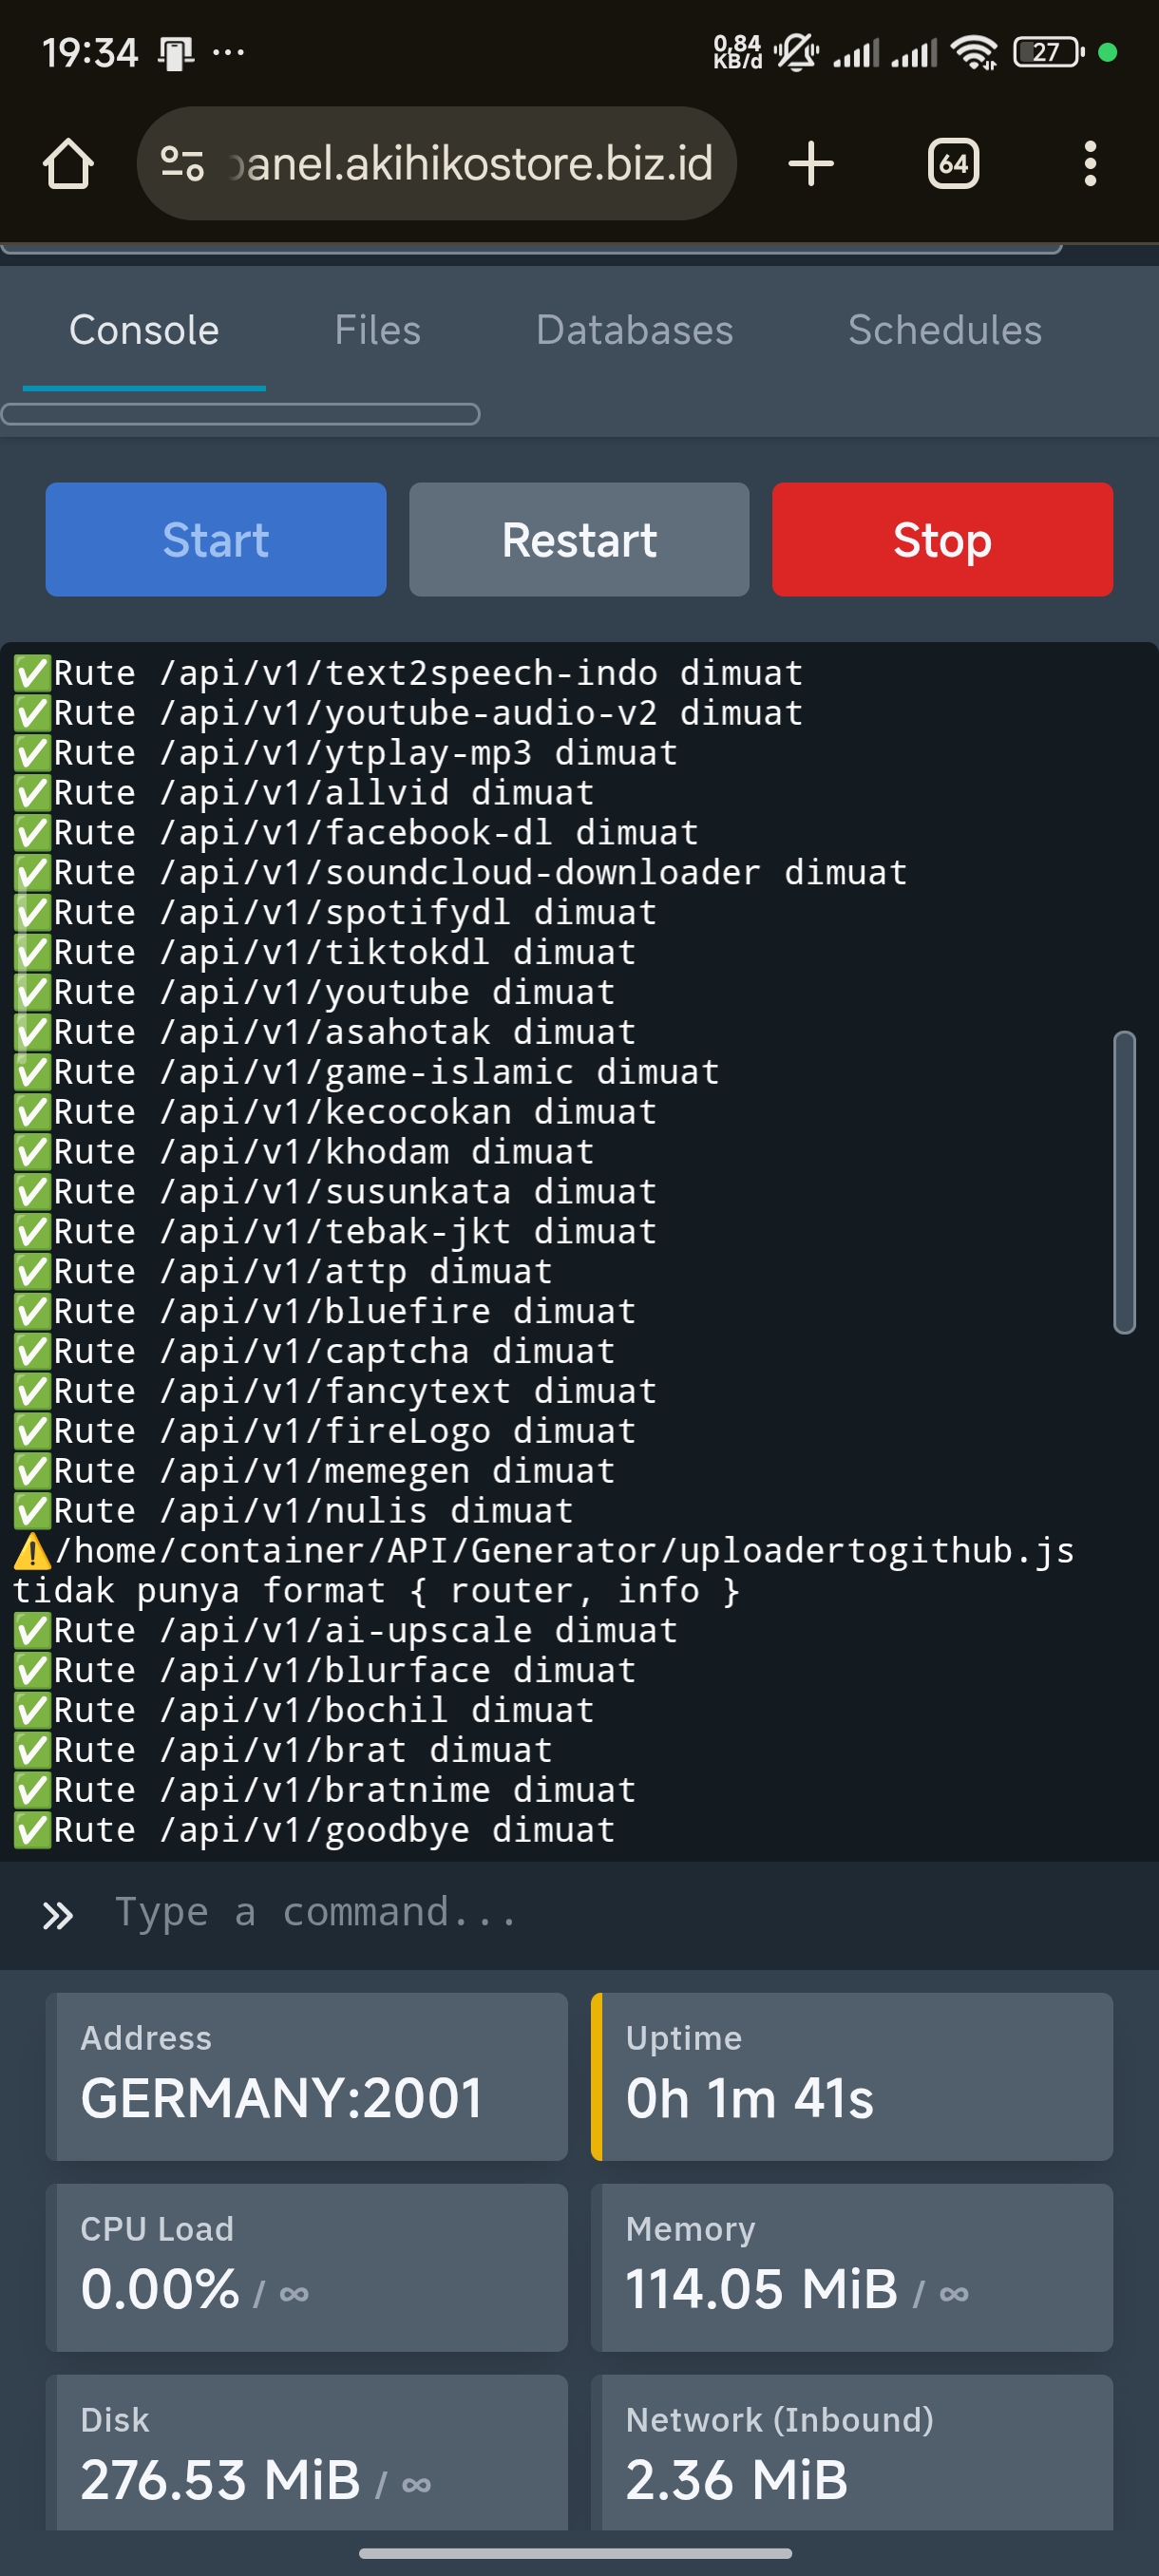 19:34
0,84
KB/d
27
panel.akihikostore.biz.id
64
Console Files Databases Schedules
Start Restart Stop
✅Rute /api/v1/text2speech-indo dimuat
✅Rute /api/v1/youtube-audio-v2 dimuat
✅Rute /api/v1/ytplay-mp3 dimuat
✅Rute /api/v1/allvid dimuat
✅Rute /api/v1/facebook-dl dimuat
✅Rute /api/v1/soundcloud-downloader dimuat
✅Rute /api/v1/spotifydl dimuat
✅Rute /api/v1/tiktokdl dimuat
✅Rute /api/v1/youtube dimuat
✅Rute /api/v1/asahotak dimuat
✅Rute /api/v1/game-islamic dimuat
✅Rute /api/v1/kecocokan dimuat
✅Rute /api/v1/khodam dimuat
✅Rute /api/v1/susunkata dimuat
✅Rute /api/v1/tebak-jkt dimuat
✅Rute /api/v1/attp dimuat
✅Rute /api/v1/bluefire dimuat
✅Rute /api/v1/captcha dimuat
✅Rute /api/v1/fancytext dimuat
✅Rute /api/v1/fireLogo dimuat
✅Rute /api/v1/memegen dimuat
✅Rute /api/v1/nulis dimuat
⚠️/home/container/API/Generator/uploadertogithub.js
tidak punya format { router, info }
✅Rute /api/v1/ai-upscale dimuat
✅Rute /api/v1/blurface dimuat
✅Rute /api/v1/bochil dimuat
✅Rute /api/v1/brat dimuat
✅Rute /api/v1/bratnime dimuat
✅Rute /api/v1/goodbye dimuat
» Type a command...
Address
GERMANY:2001
Uptime
0h 1m 41s
CPU Load
0.00% / ∞
Memory
114.05 MiB / ∞
Disk
276.53 MiB / ∞
Network (Inbound)
2.36 MiB